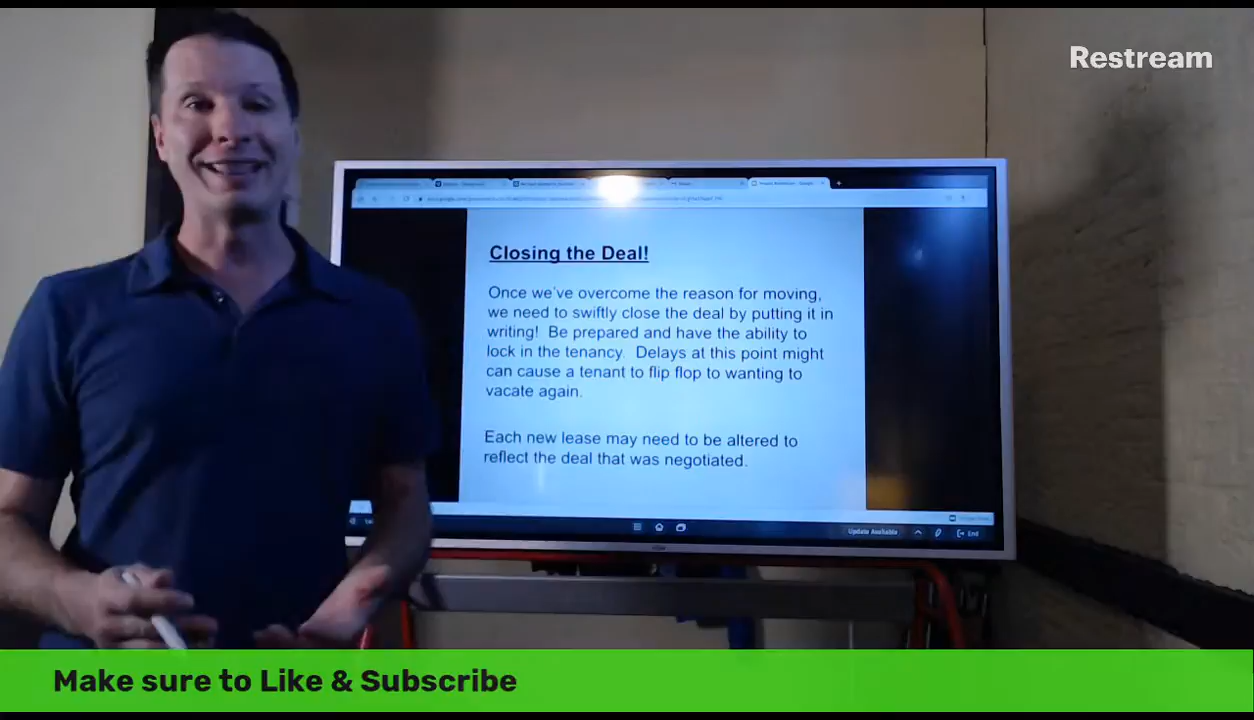 Restream
Closing the Deal!
Once we've overcome the reason for moving,
we need to swiftly close the deal by putting it in
writing!  Be prepared and have the ability to
lock in the tenancy.  Delays at this point might
can cause a tenant to flip flop to wanting to
vacate again.
Each new lease may need to be altered to
reflect the deal that was negotiated.
Update Available
End
Make sure to Like & Subscribe